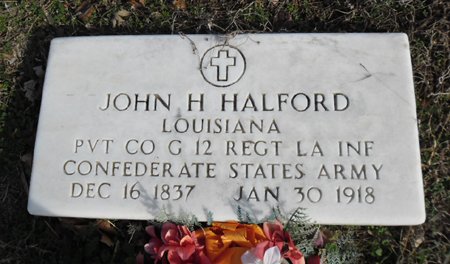 JOHN H HALFORD
LOUISIANA
PVT CO G 12 REGT LA INF
CONFEDERATE STATES ARMY
DEC 16 1837 JAN 30 1918